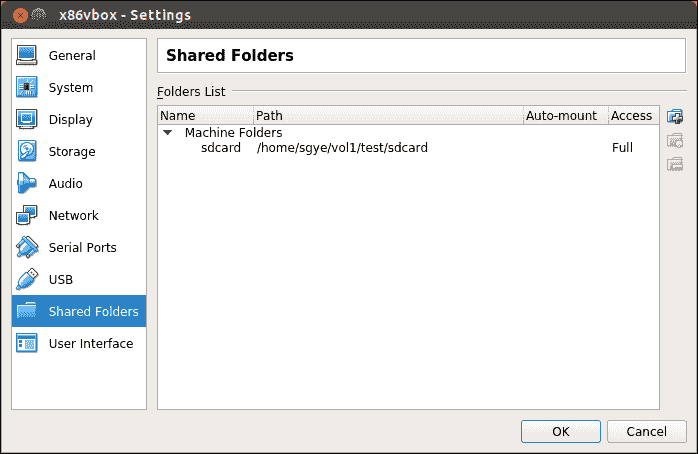 x86vbox - Settings
General
System
Display
Storage
Audio
Network
Serial Ports
USB
Shared Folders
User Interface
Shared Folders
Folders List
Name Path Auto-mount Access
Machine Folders
sdcard /home/sgye/vol1/test/sdcard Full
OK Cancel